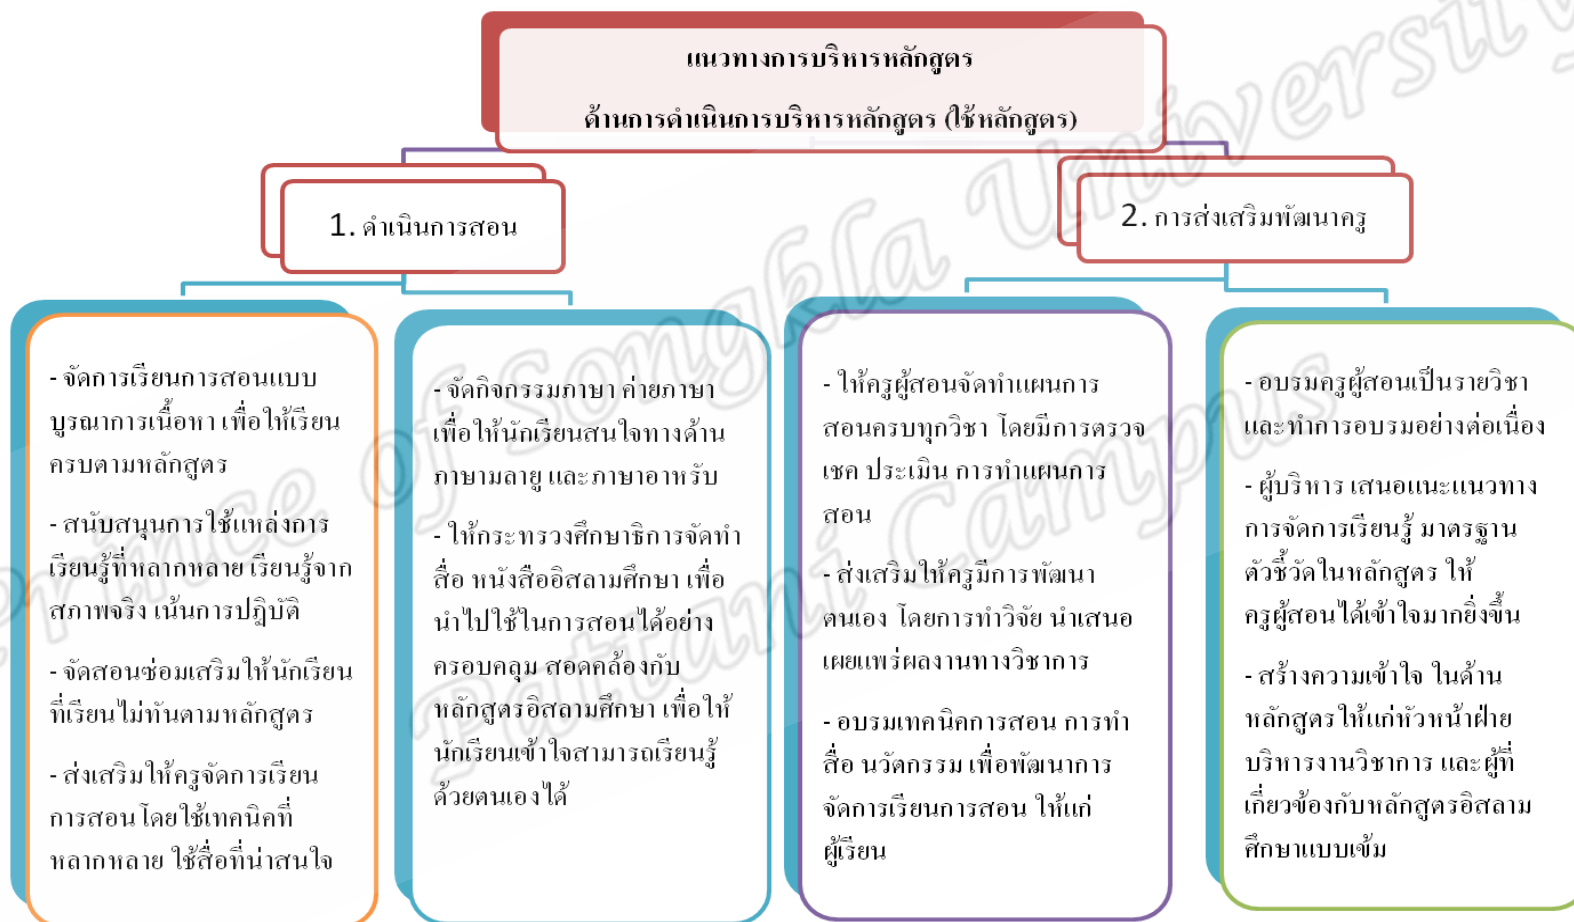 แนวทางการบริหารหลักสูตร
ด้านการดำเนินการบริหารหลักสูตร (ใช้หลักสูตร)
1. ดำเนินการสอน
2. การส่งเสริมพัฒนาครู
- จัดการเรียนการสอนแบบ
บูรณาการเนื้อหา เพื่อให้เรียน
ครบตามหลักสูตร
- สนับสนุนการใช้แหล่งการ
เรียนรู้ที่หลากหลาย เรียนรู้จาก
สภาพจริง เน้นการปฏิบัติ
- จัดสอนซ่อมเสริมให้นักเรียน
ที่เรียนไม่ทันตามหลักสูตร
- ส่งเสริมให้ครูจัดการเรียน
การสอนโดยใช้เทคนิคที่
หลากหลาย ใช้สื่อที่น่าสนใจ
- จัดกิจกรรมภาษา ค่ายภาษา
เพื่อให้นักเรียนสนใจทางด้าน
ภาษามลายู และภาษาอาหรับ
- ให้กระทรวงศึกษาธิการจัดทำ
สื่อ หนังสืออิสลามศึกษา เพื่อ
นำไปใช้ในการสอนได้อย่าง
ครอบคลุม สอดคล้องกับ
หลักสูตรอิสลามศึกษา เพื่อให้
นักเรียนเข้าใจสามารถเรียนรู้
ด้วยตนเองได้
- ให้ครูผู้สอนจัดทำแผนการ
สอนครบทุกวิชา โดยมีการตรวจ
เชค ประเมิน การทำแผนการ
สอน
- ส่งเสริมให้ครูมีการพัฒนา
ตนเอง โดยการทำวิจัย นำเสนอ
เผยแพร่ผลงานทางวิชาการ
- อบรมเทคนิคการสอน การทำ
สื่อ นวัตกรรม เพื่อพัฒนาการ
จัดการเรียนการสอน ให้แก่
ผู้เรียน
- อบรมครูผู้สอนเป็นรายวิชา
และทำการอบรมอย่างต่อเนื่อง
- ผู้บริหาร เสนอแนะแนวทาง
การจัดการเรียนรู้ มาตรฐาน
ตัวชี้วัดในหลักสูตร ให้
ครูผู้สอนได้เข้าใจมากยิ่งขึ้น
- สร้างความเข้าใจ ในด้าน
หลักสูตรให้แก่หัวหน้าฝ่าย
บริหารงานวิชาการ และผู้ที่
เกี่ยวข้องกับหลักสูตรอิสลาม
ศึกษาแบบเข้ม
Prince of Songkla University
Pattani Campus